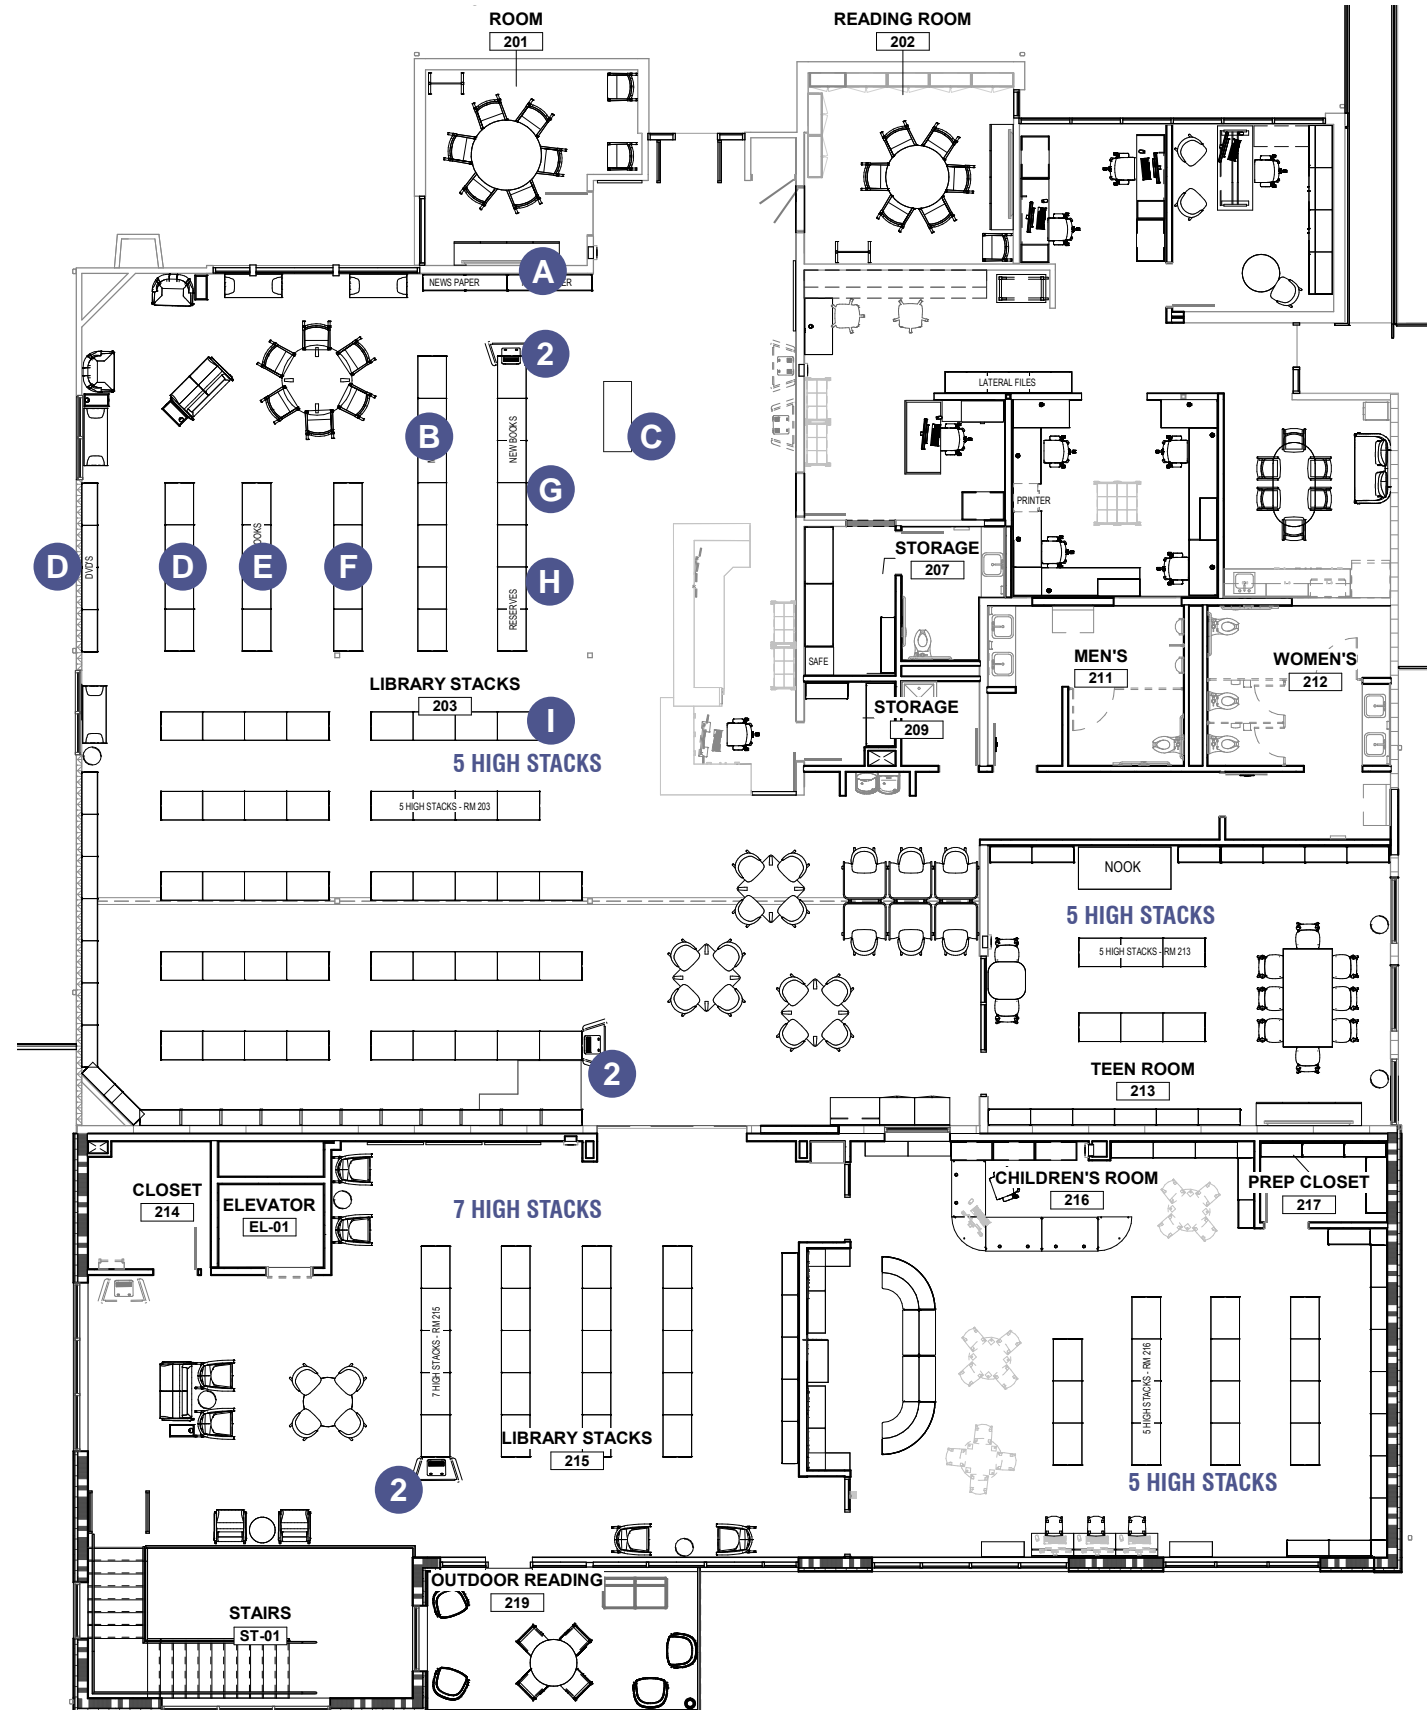 ROOM
201
READING ROOM
202
A
NEWS PAPER
2
LATERAL FILES
B
NEW BOOKS
C
G
PRINTER
D
DVD'S
D
E
F
H
RESERVES
STORAGE
207
SAFE
MEN'S
211
WOMEN'S
212
LIBRARY STACKS
203
I
STORAGE
209
5 HIGH STACKS
5 HIGH STACKS - RM 203
NOOK
5 HIGH STACKS
5 HIGH STACKS - RM 213
2
TEEN ROOM
213
CLOSET
214
ELEVATOR
EL-01
7 HIGH STACKS
CHILDREN'S ROOM
216
PREP CLOSET
217
7 HIGH STACKS - RM 215
5 HIGH STACKS - RM 216
LIBRARY STACKS
215
2
5 HIGH STACKS
OUTDOOR READING
219
STAIRS
ST-01